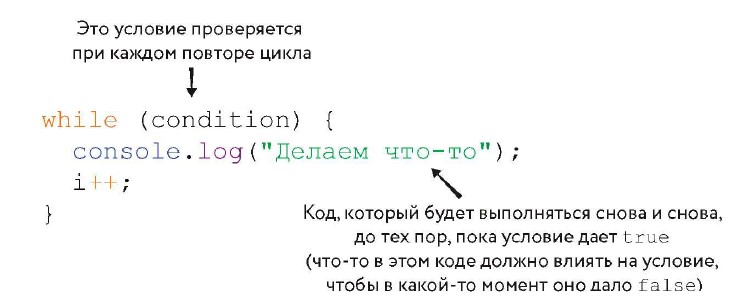 Это условие проверяется
при каждом повторе цикла
while (condition) {
console.log("Делаем что-то");
i++;
}
Код, который будет выполняться снова и снова,
до тех пор, пока условие дает true
(что-то в этом коде должно влиять на условие,
чтобы в какой-то момент оно дало false)